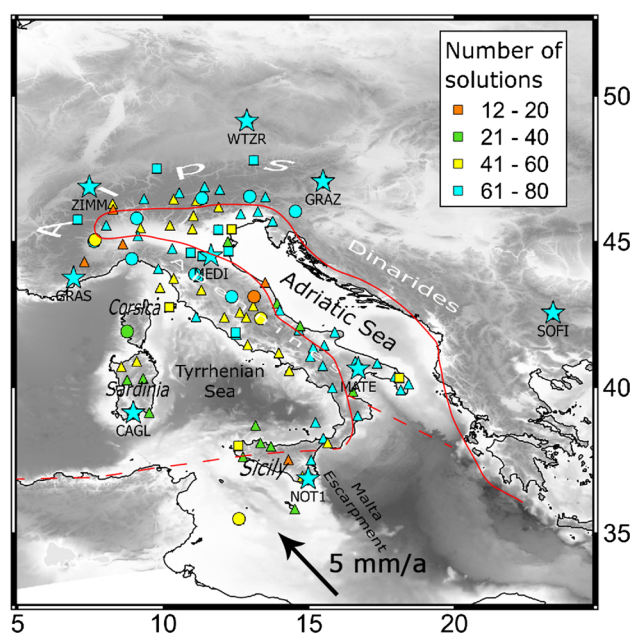 Number of
solutions
12 - 20
21 - 40
41 - 60
61 - 80
50
45
40
35
WTZR
A l p s
ZIMM
GRAZ
MEDI
GRAS
Dinarides
Corsica
Adriatic Sea
SOFI
Tyrrhenian
Sea
MATE
Sardinia
CAGL
Sicily
NOT1
Malta
Escarpment
5 mm/a
5
10
15
20